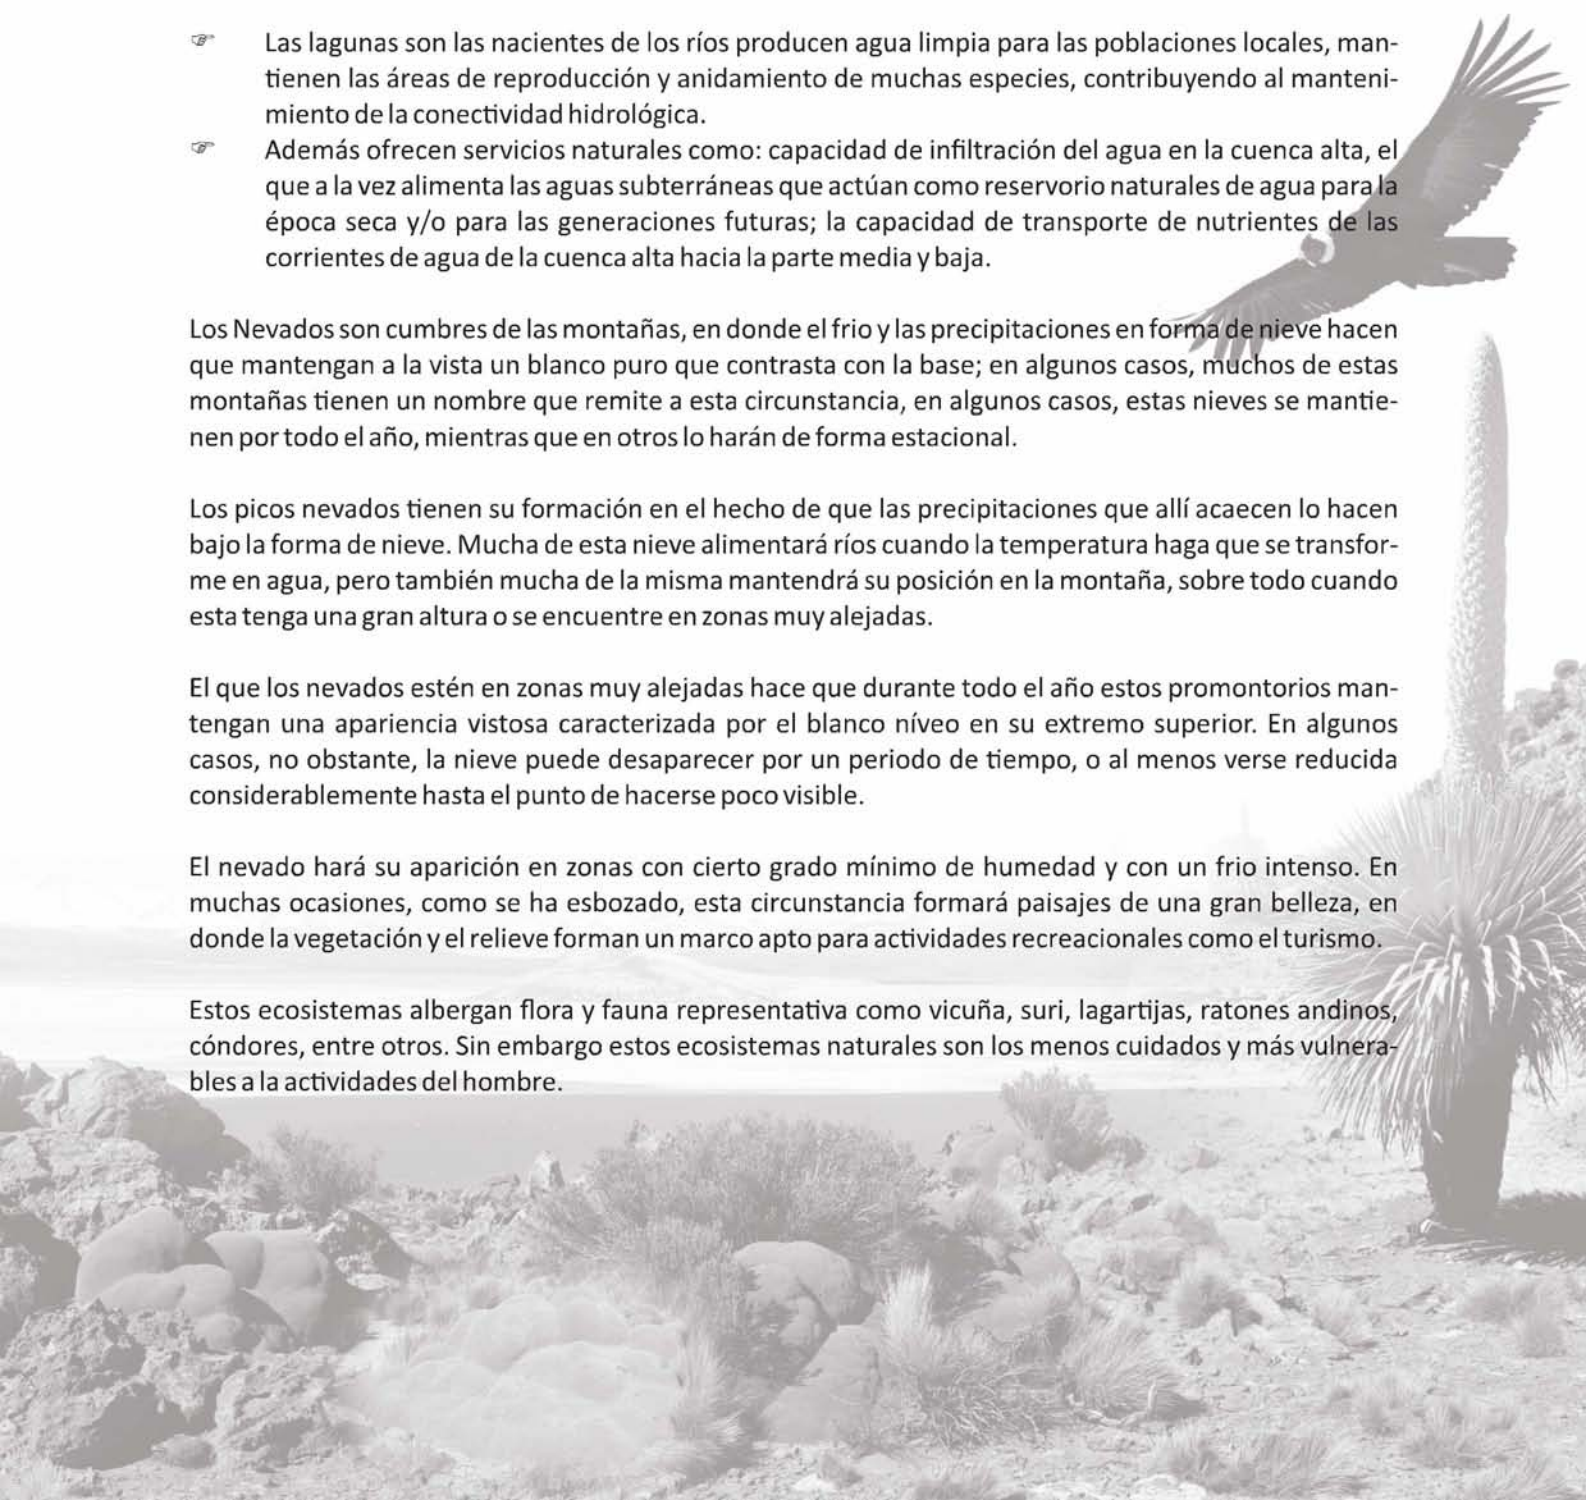 ☞ Las lagunas son las nacientes de los ríos producen agua limpia para las poblaciones locales, man-
tienen las áreas de reproducción y anidamiento de muchas especies, contribuyendo al manteni-
miento de la conectividad hidrológica.
☞ Además ofrecen servicios naturales como: capacidad de infiltración del agua en la cuenca alta, el
que a la vez alimenta las aguas subterráneas que actúan como reservorio naturales de agua para la
época seca y/o para las generaciones futuras; la capacidad de transporte de nutrientes de las
corrientes de agua de la cuenca alta hacia la parte media y baja.
Los Nevados son cumbres de las montañas, en donde el frio y las precipitaciones en forma de nieve hacen
que mantengan a la vista un blanco puro que contrasta con la base; en algunos casos, muchos de estas
montañas tienen un nombre que remite a esta circunstancia, en algunos casos, estas nieves se mantie-
nen por todo el año, mientras que en otros lo harán de forma estacional.
Los picos nevados tienen su formación en el hecho de que las precipitaciones que allí acaecen lo hacen
bajo la forma de nieve. Mucha de esta nieve alimentará ríos cuando la temperatura haga que se transfor-
me en agua, pero también mucha de la misma mantendrá su posición en la montaña, sobre todo cuando
esta tenga una gran altura o se encuentre en zonas muy alejadas.
El que los nevados estén en zonas muy alejadas hace que durante todo el año estos promontorios man-
tengan una apariencia vistosa caracterizada por el blanco níveo en su extremo superior. En algunos
casos, no obstante, la nieve puede desaparecer por un periodo de tiempo, o al menos verse reducida
considerablemente hasta el punto de hacerse poco visible.
El nevado hará su aparición en zonas con cierto grado mínimo de humedad y con un frio intenso. En
muchas ocasiones, como se ha esbozado, esta circunstancia formará paisajes de una gran belleza, en
donde la vegetación y el relieve forman un marco apto para actividades recreacionales como el turismo.
Estos ecosistemas albergan flora y fauna representativa como vicuña, suri, lagartijas, ratones andinos,
cóndores, entre otros. Sin embargo estos ecosistemas naturales son los menos cuidados y más vulnera-
bles a la actividades del hombre.